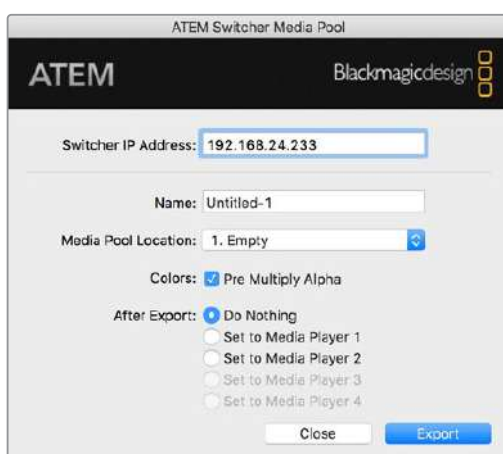 ATEM Switcher Media Pool
ATEM
Blackmagicdesign
Switcher IP Address: 192.168.24.233
Name: Untitled-1
Media Pool Location: 1. Empty
Colors: Pre Multiply Alpha
After Export: Do Nothing
Set to Media Player 1
Set to Media Player 2
Set to Media Player 3
Set to Media Player 4
Close Export